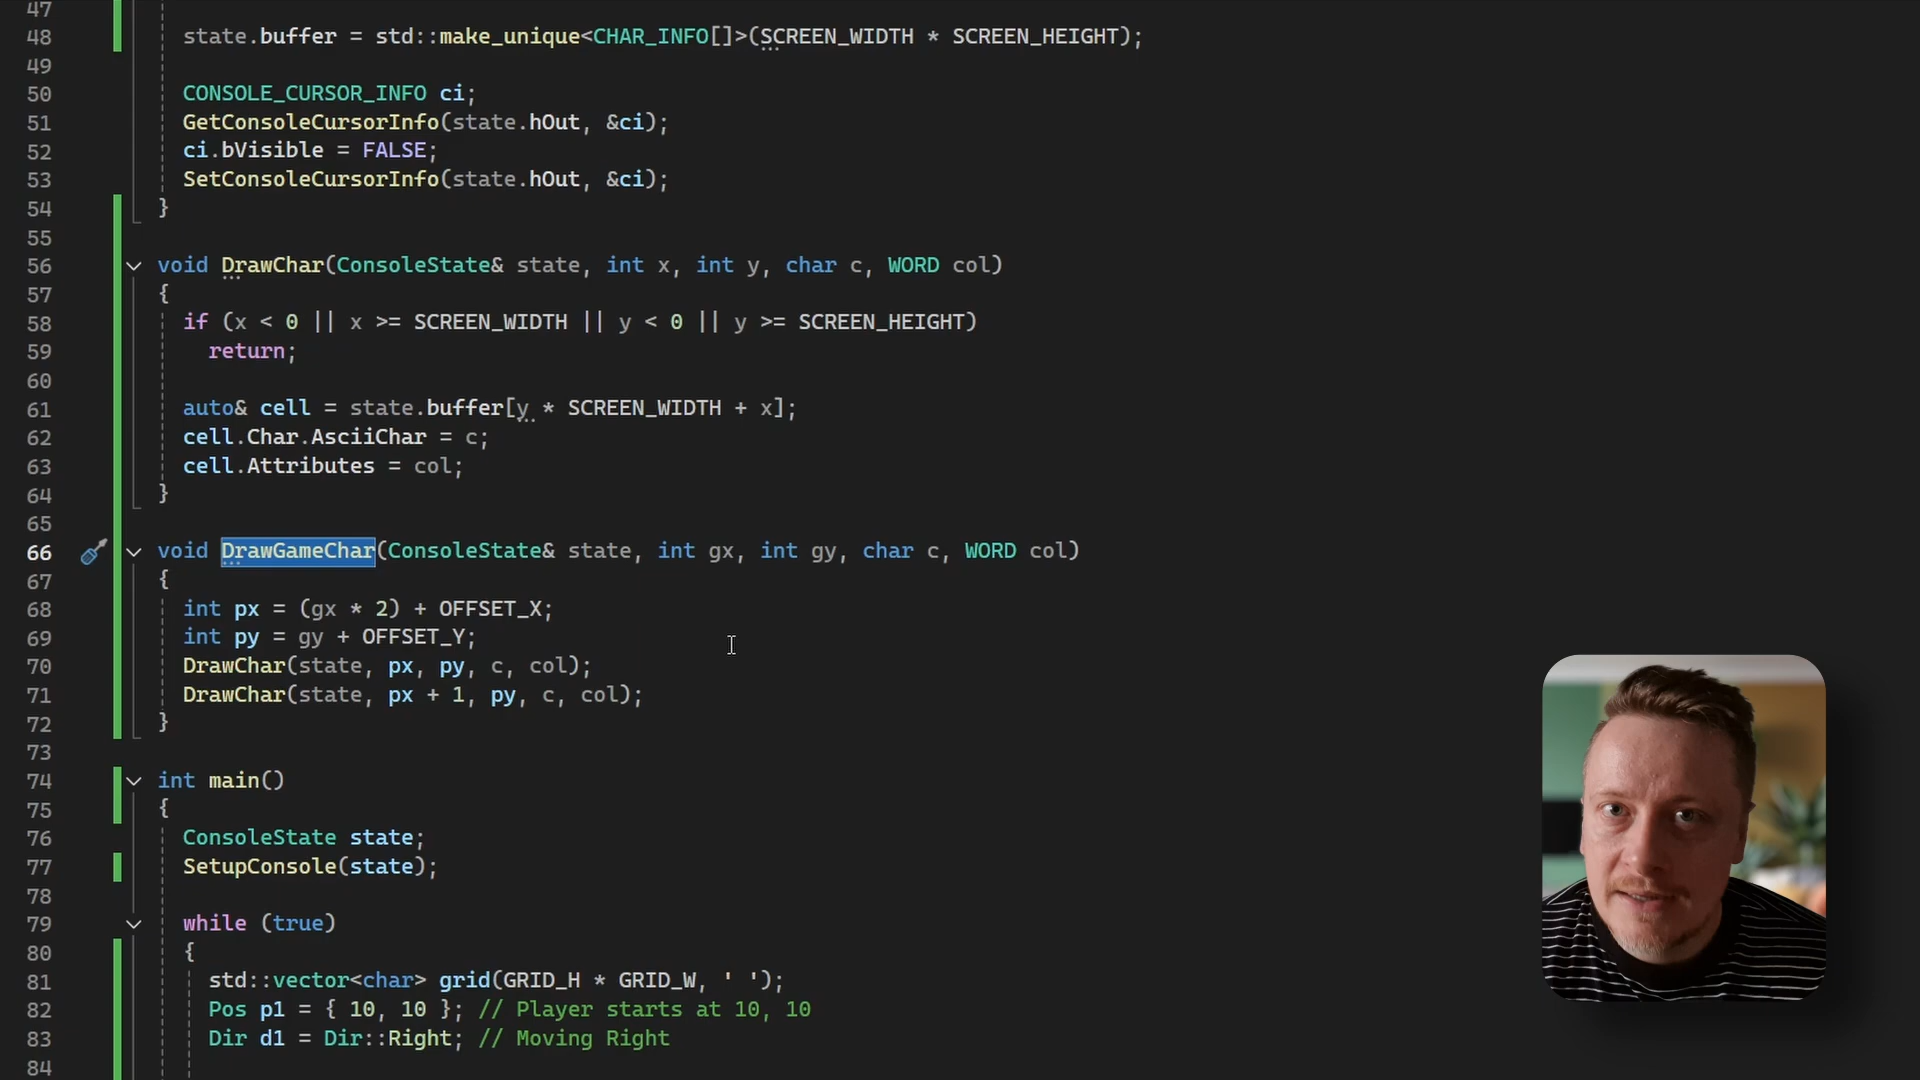 47
48 state.buffer = std::make_unique<CHAR_INFO[]>(SCREEN_WIDTH * SCREEN_HEIGHT);
49
50 CONSOLE_CURSOR_INFO ci;
51 GetConsoleCursorInfo(state.hOut, &ci);
52 ci.bVisible = FALSE;
53 SetConsoleCursorInfo(state.hOut, &ci);
54 }
55
56 void DrawChar(ConsoleState& state, int x, int y, char c, WORD col)
57 {
58 if (x < 0 || x >= SCREEN_WIDTH || y < 0 || y >= SCREEN_HEIGHT)
59 return;
60
61 auto& cell = state.buffer[y * SCREEN_WIDTH + x];
62 cell.Char.AsciiChar = c;
63 cell.Attributes = col;
64 }
65
66 void DrawGameChar(ConsoleState& state, int gx, int gy, char c, WORD col)
67 {
68 int px = (gx * 2) + OFFSET_X;
69 int py = gy + OFFSET_Y;
70 DrawChar(state, px, py, c, col);
71 DrawChar(state, px + 1, py, c, col);
72 }
73
74 int main()
75 {
76 ConsoleState state;
77 SetupConsole(state);
78
79 while (true)
80 {
81 std::vector<char> grid(GRID_H * GRID_W, ' ');
82 Pos p1 = { 10, 10 }; // Player starts at 10, 10
83 Dir d1 = Dir::Right; // Moving Right
84